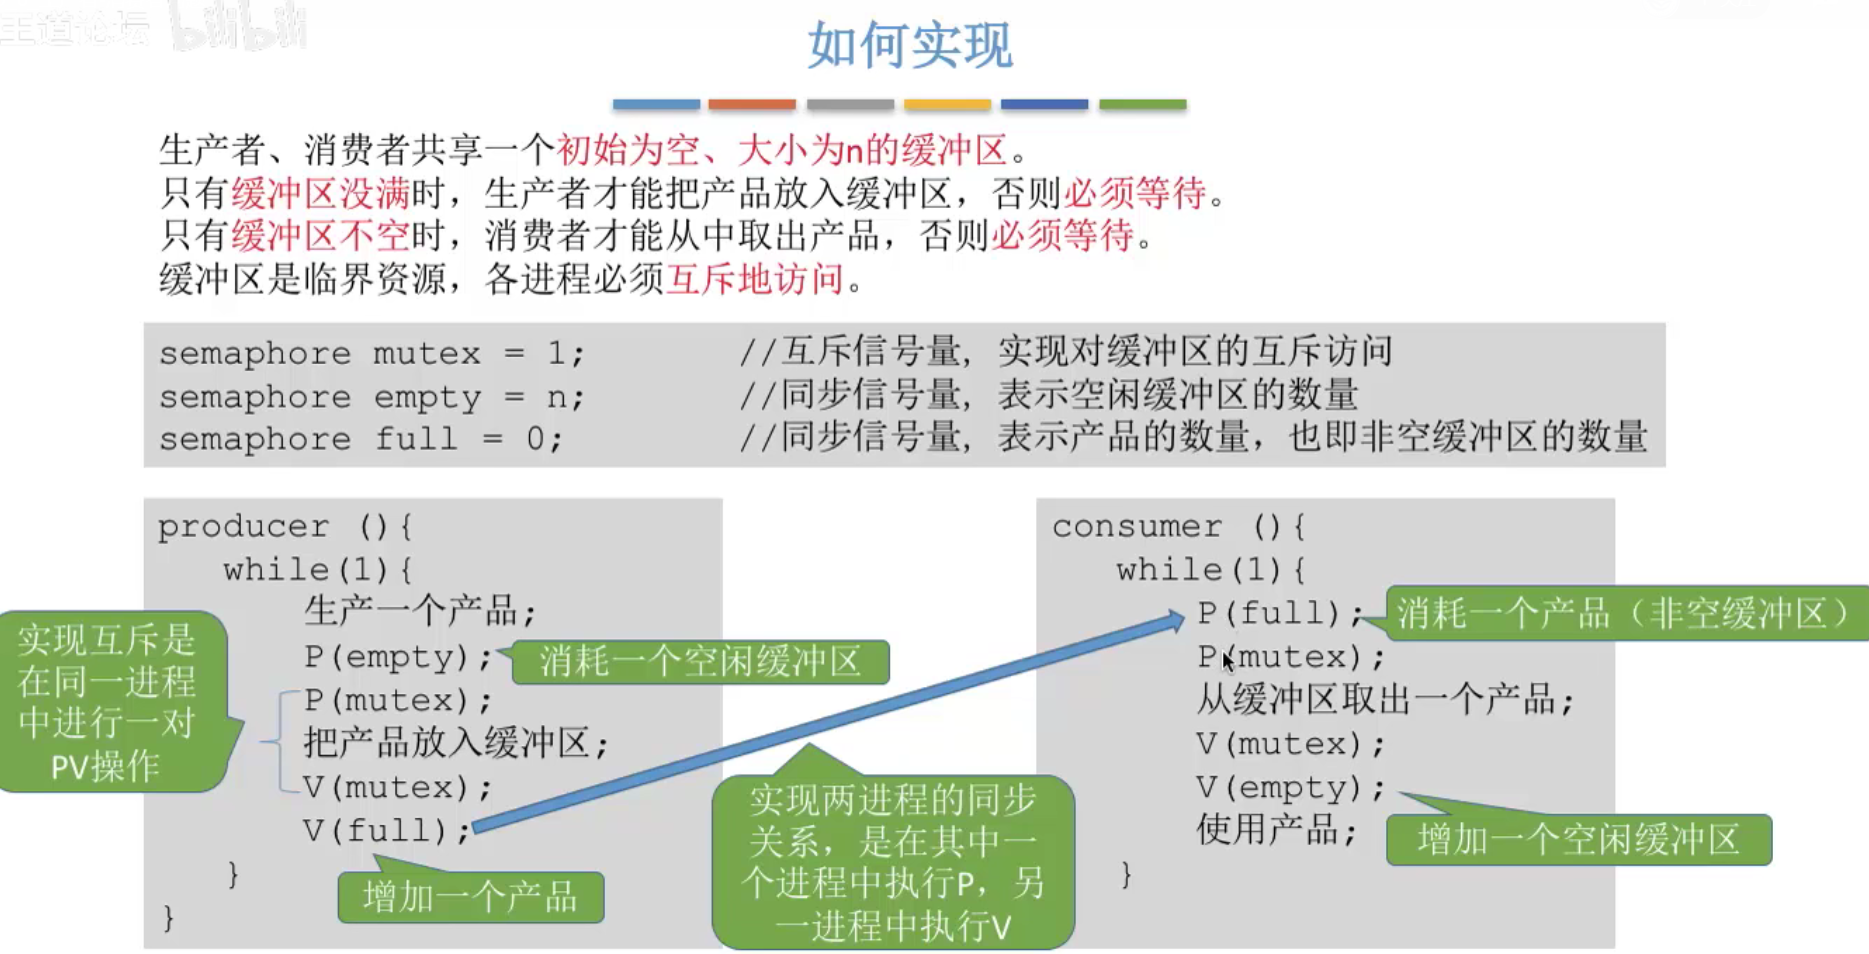 王道论坛 bilibili
如何实现
生产者、消费者共享一个初始为空、大小为n的缓冲区。
只有缓冲区没满时，生产者才能把产品放入缓冲区，否则必须等待。
只有缓冲区不空时，消费者才能从中取出产品，否则必须等待。
缓冲区是临界资源，各进程必须互斥地访问。
semaphore mutex = 1; //互斥信号量，实现对缓冲区的互斥访问
semaphore empty = n; //同步信号量，表示空闲缓冲区的数量
semaphore full = 0; //同步信号量，表示产品的数量，也即非空缓冲区的数量
producer (){
while(1){
生产一个产品;
P(empty);
P(mutex);
把产品放入缓冲区;
V(mutex);
V(full);
}
}
实现互斥是
在同一进程
中进行一对
PV操作
消耗一个空闲缓冲区
增加一个产品
实现两进程的同步
关系，是在其中一
个进程中执行P，另
一进程中执行V
consumer (){
while(1){
P(full);
P(mutex);
从缓冲区取出一个产品;
V(mutex);
V(empty);
使用产品;
}
消耗一个产品（非空缓冲区）
增加一个空闲缓冲区